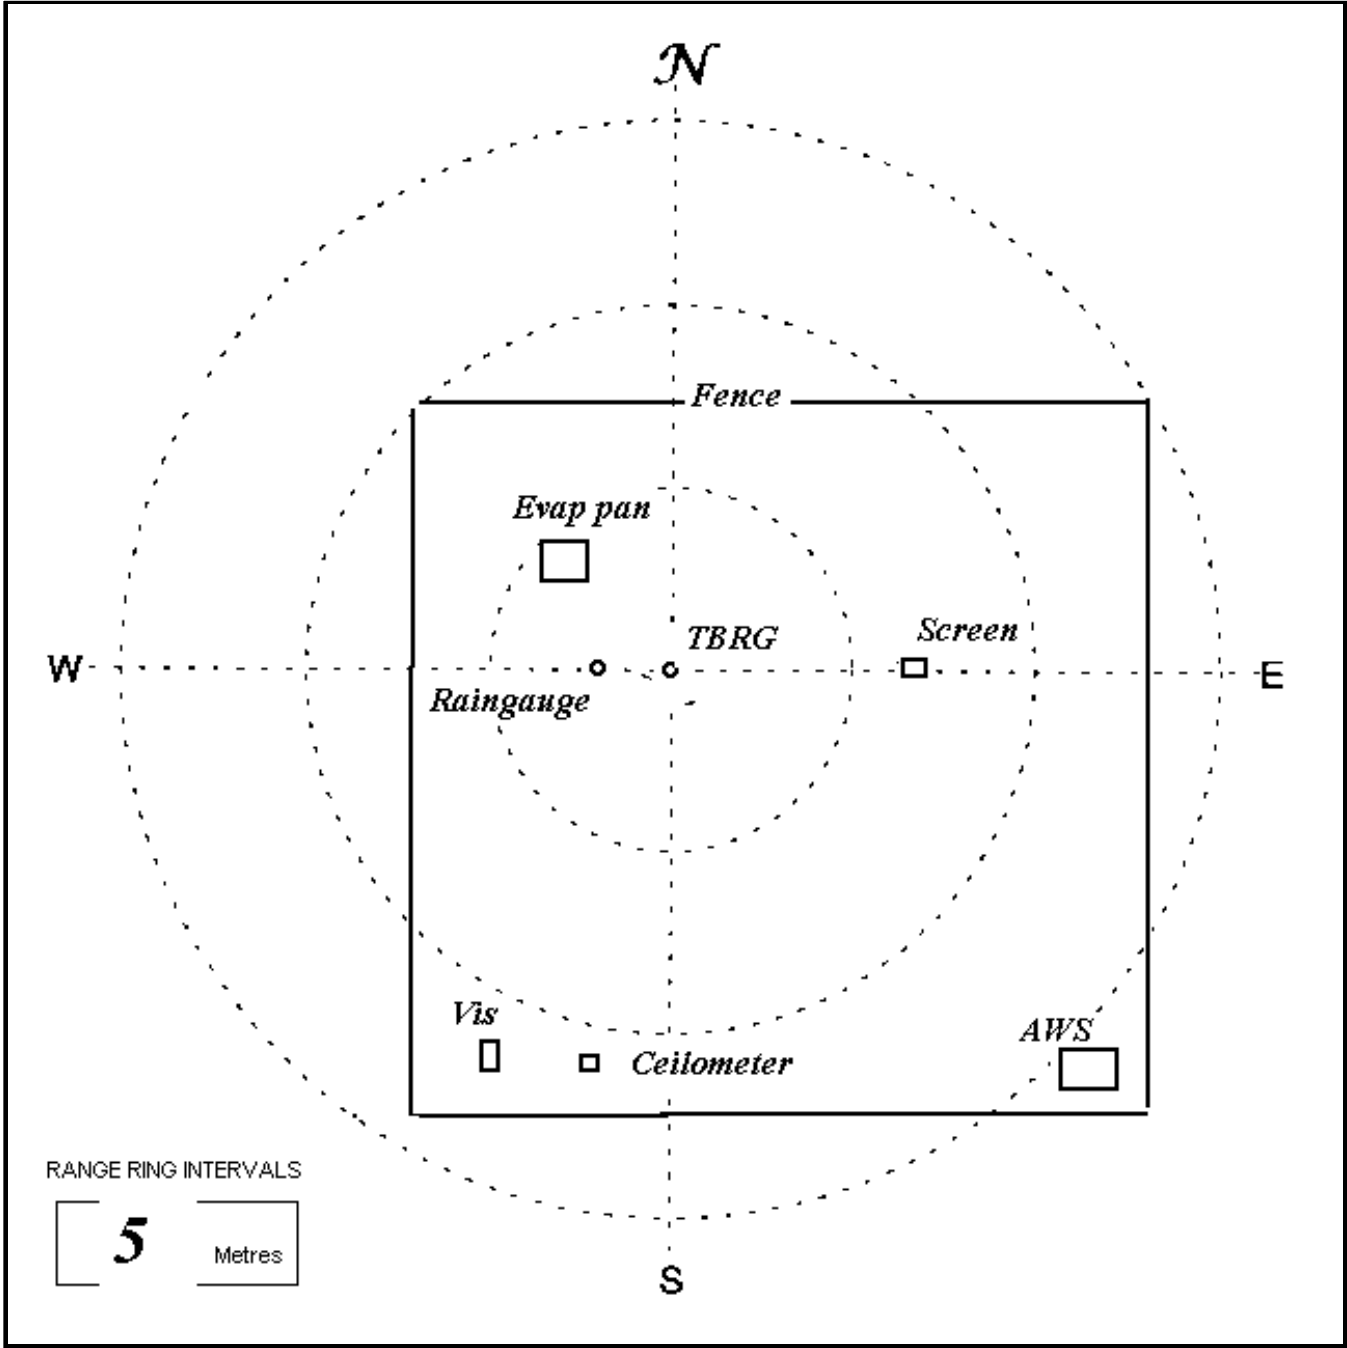 N
Fence
Evap pan
TBRG
Screen
W
E
Raingauge
Vis
AWS
Ceilometer
RANGE RING INTERVALS
5 Metres
S